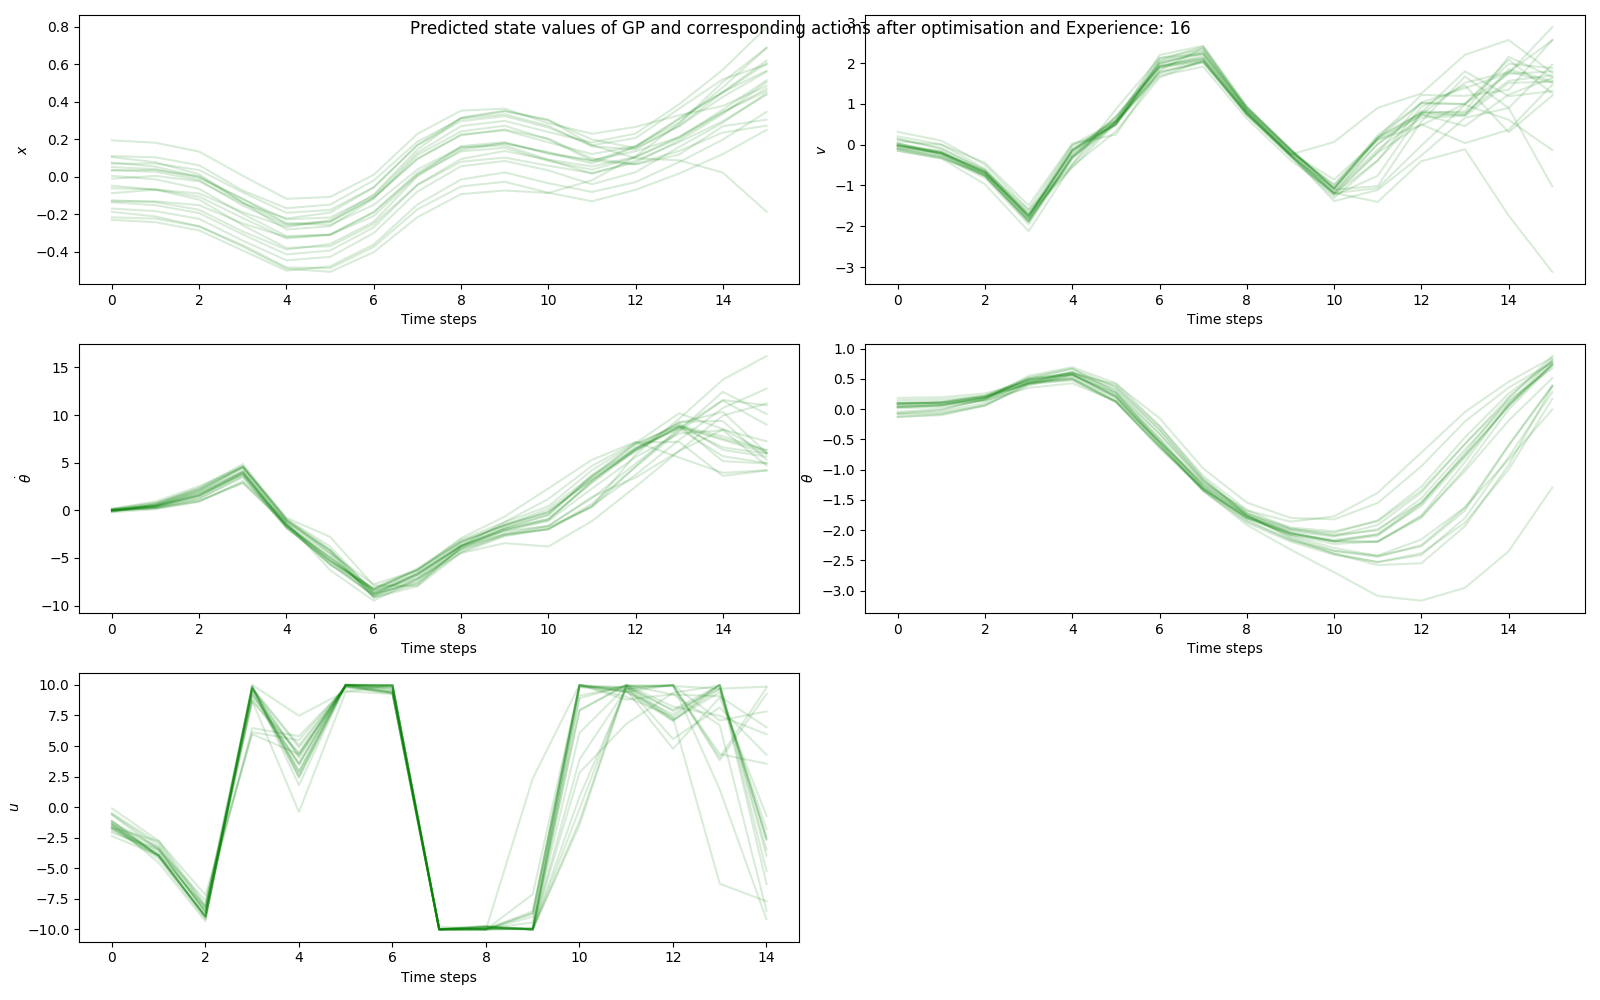 Predicted state values of GP and corresponding actions after optimisation and Experience: 16
0.8
0.6
0.4
0.2
0.0
−0.2
−0.4
x
0 2 4 6 8 10 12 14
Time steps
3
2
1
0
−1
−2
−3
v
0 2 4 6 8 10 12 14
Time steps
15
10
5
0
−5
−10
θ̇
0 2 4 6 8 10 12 14
Time steps
1.0
0.5
0.0
−0.5
−1.0
−1.5
−2.0
−2.5
−3.0
θ
0 2 4 6 8 10 12 14
Time steps
10.0
7.5
5.0
2.5
0.0
−2.5
−5.0
−7.5
−10.0
u
0 2 4 6 8 10 12 14
Time steps